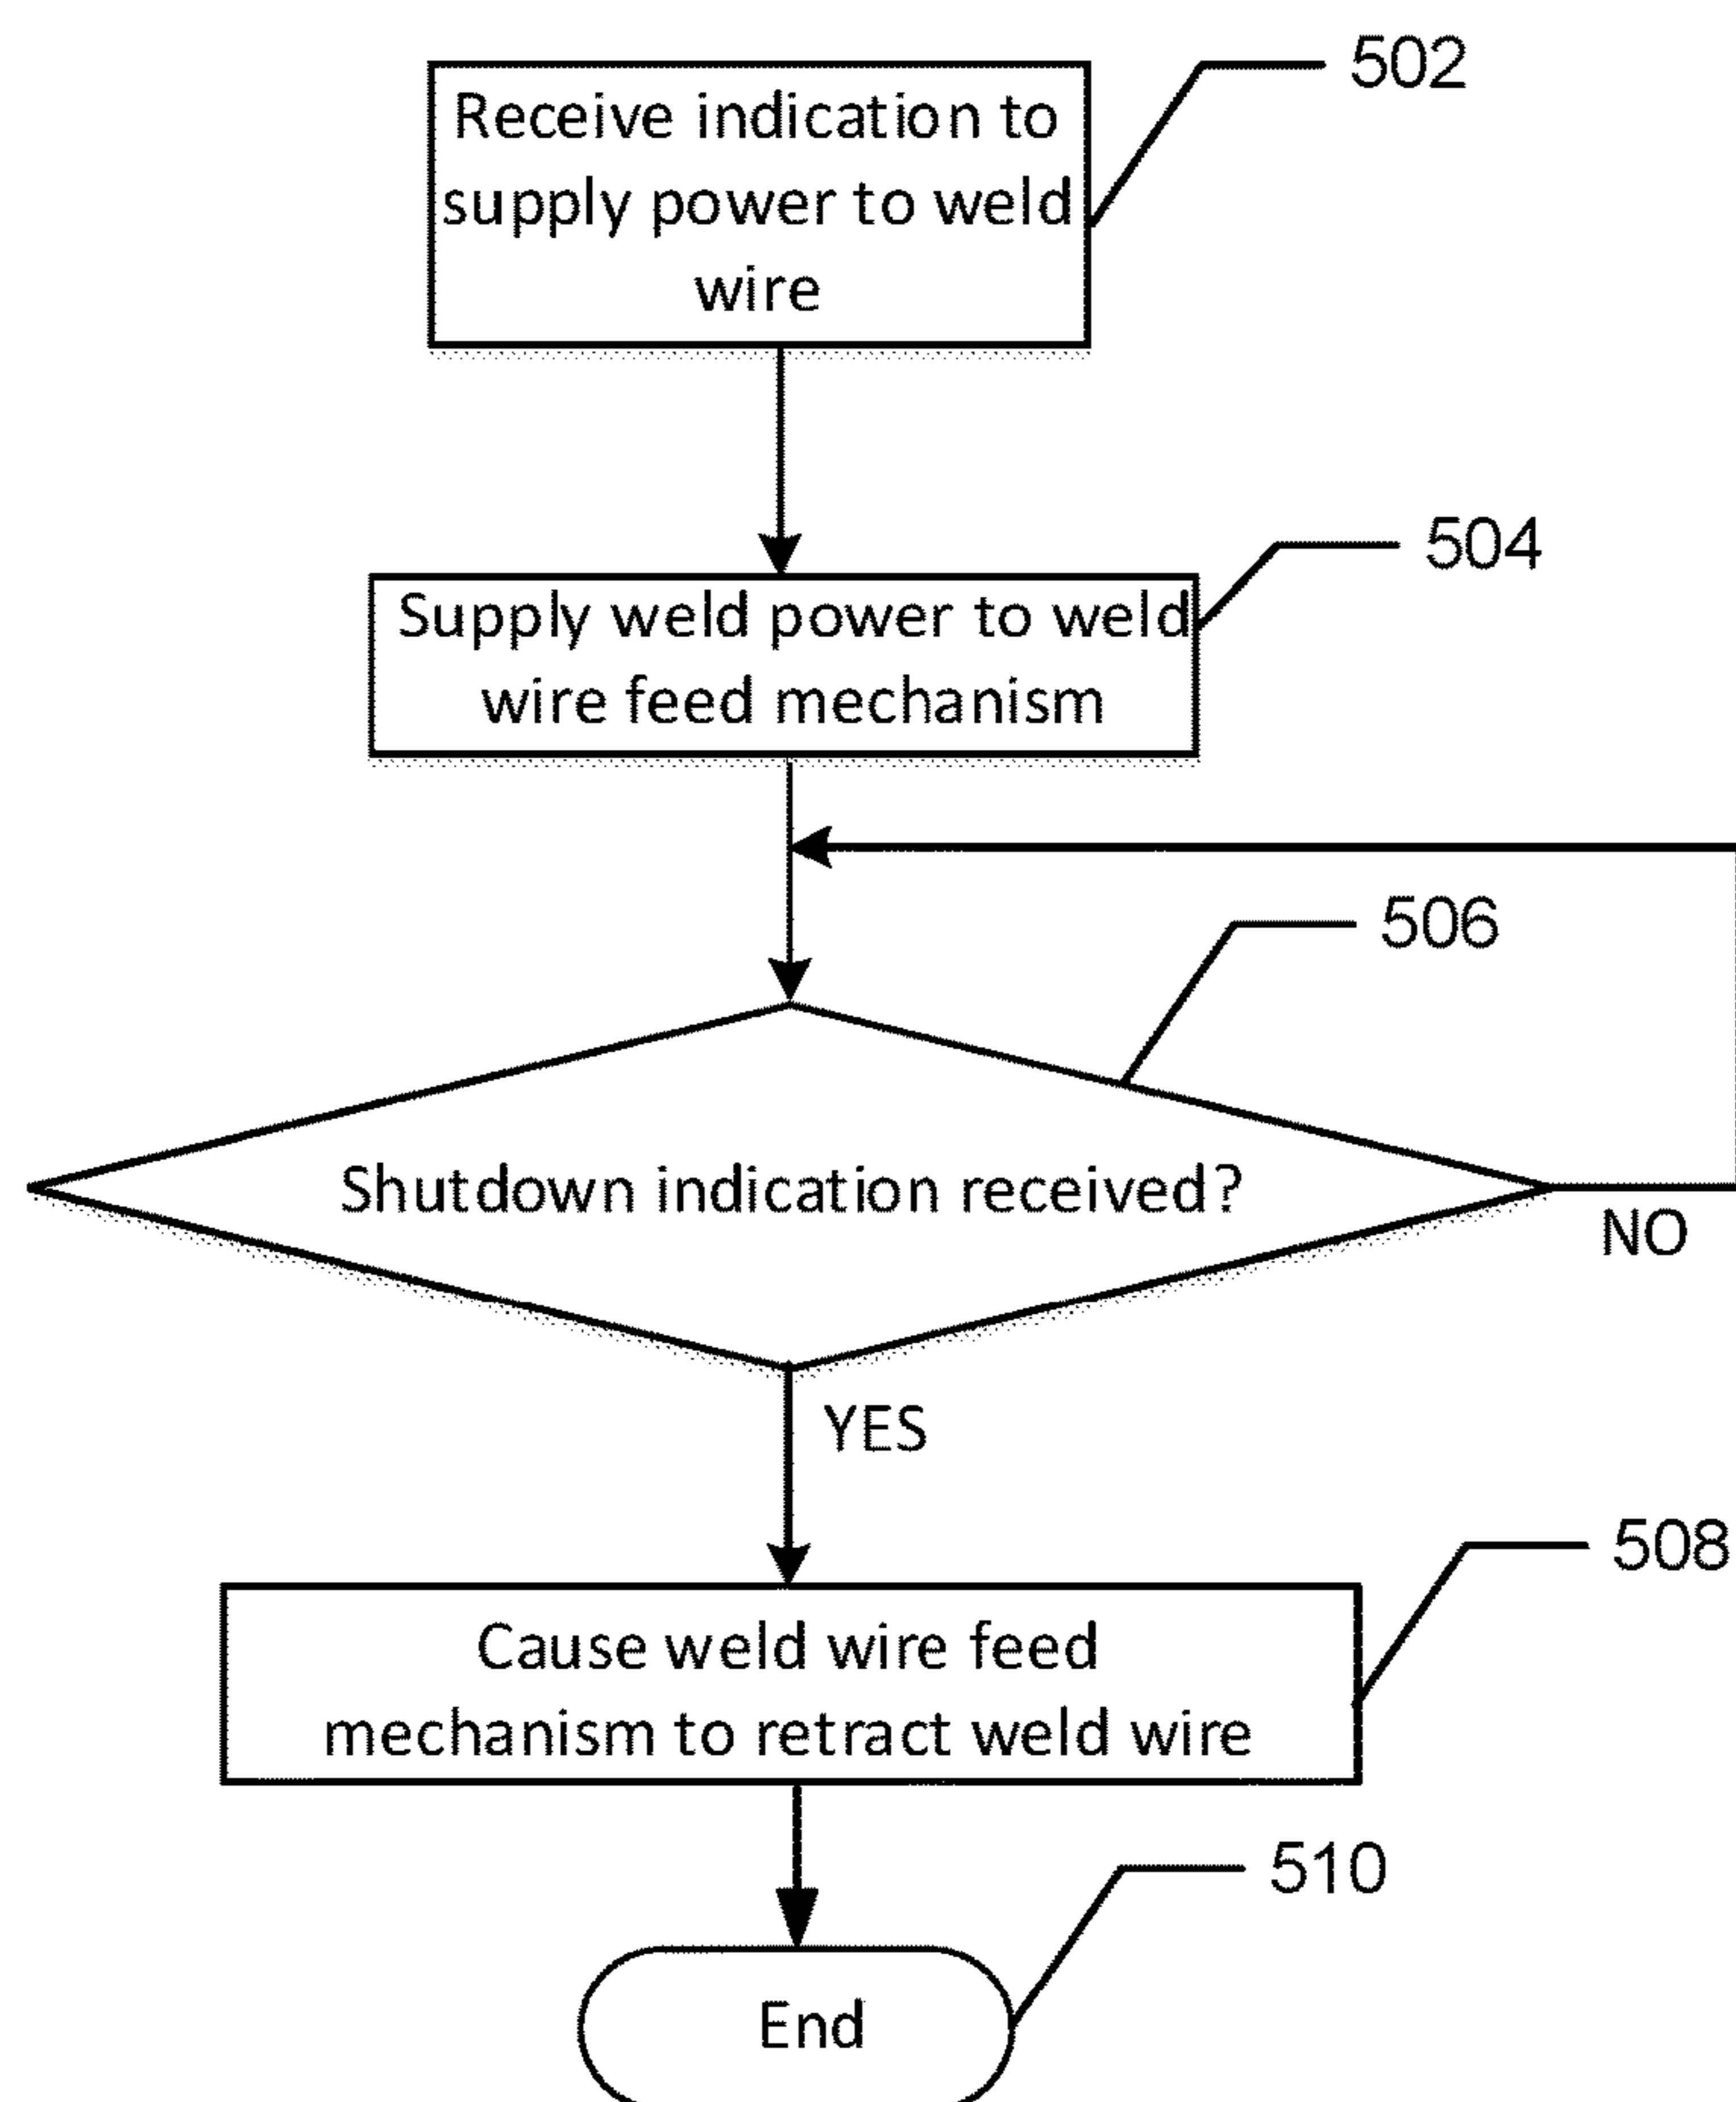 502
Receive indication to
supply power to weld
wire
504
Supply weld power to weld
wire feed mechanism
506
Shutdown indication received?
NO
YES
508
Cause weld wire feed
mechanism to retract weld wire
510
End